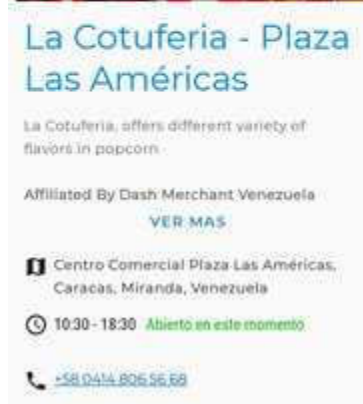 La Cotuferia - Plaza
Las Américas
La Cotuferia, offers different variety of
flavors in popcorn
Affiliated By Dash Merchant Venezuela
VER MAS
Centro Comercial Plaza Las Américas,
Caracas, Miranda, Venezuela
10:30 - 18:30 Abierto en este momento
+58 0414 806 56 68